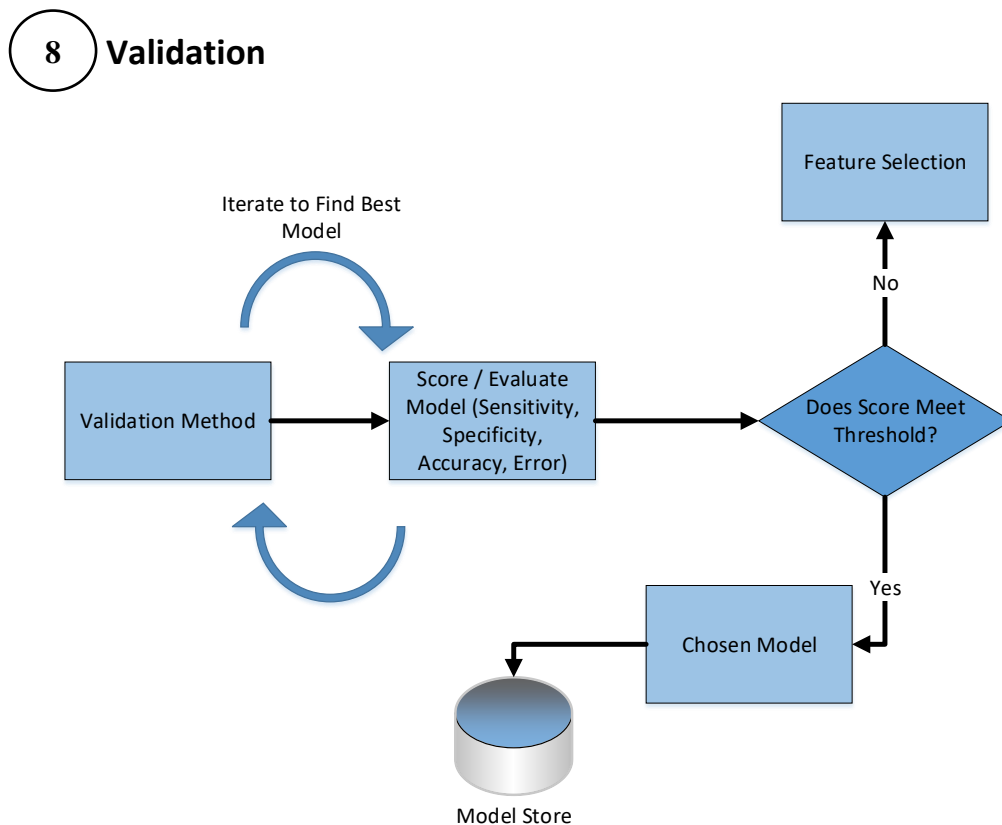 8 Validation
Feature Selection
Iterate to Find Best
Model
No
Validation Method
Score / Evaluate
Model (Sensitivity,
Specificity,
Accuracy, Error)
Does Score Meet
Threshold?
Yes
Chosen Model
Model Store